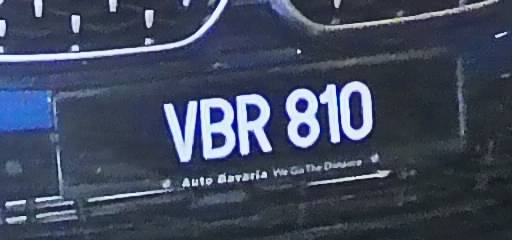 VBR 810
Auto Bavaria We Go The Distance